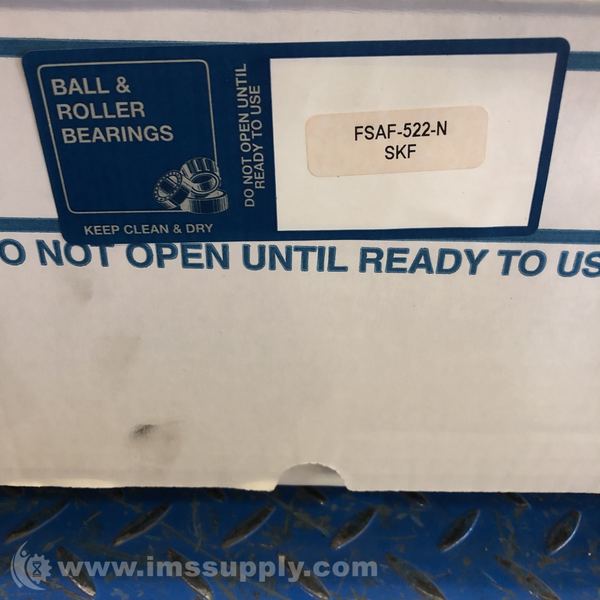 BALL &
ROLLER
BEARINGS
KEEP CLEAN & DRY
DO NOT OPEN UNTIL
READY TO USE
FSAF-522-N
SKF
O NOT OPEN UNTIL READY TO US
www.imssupply.com